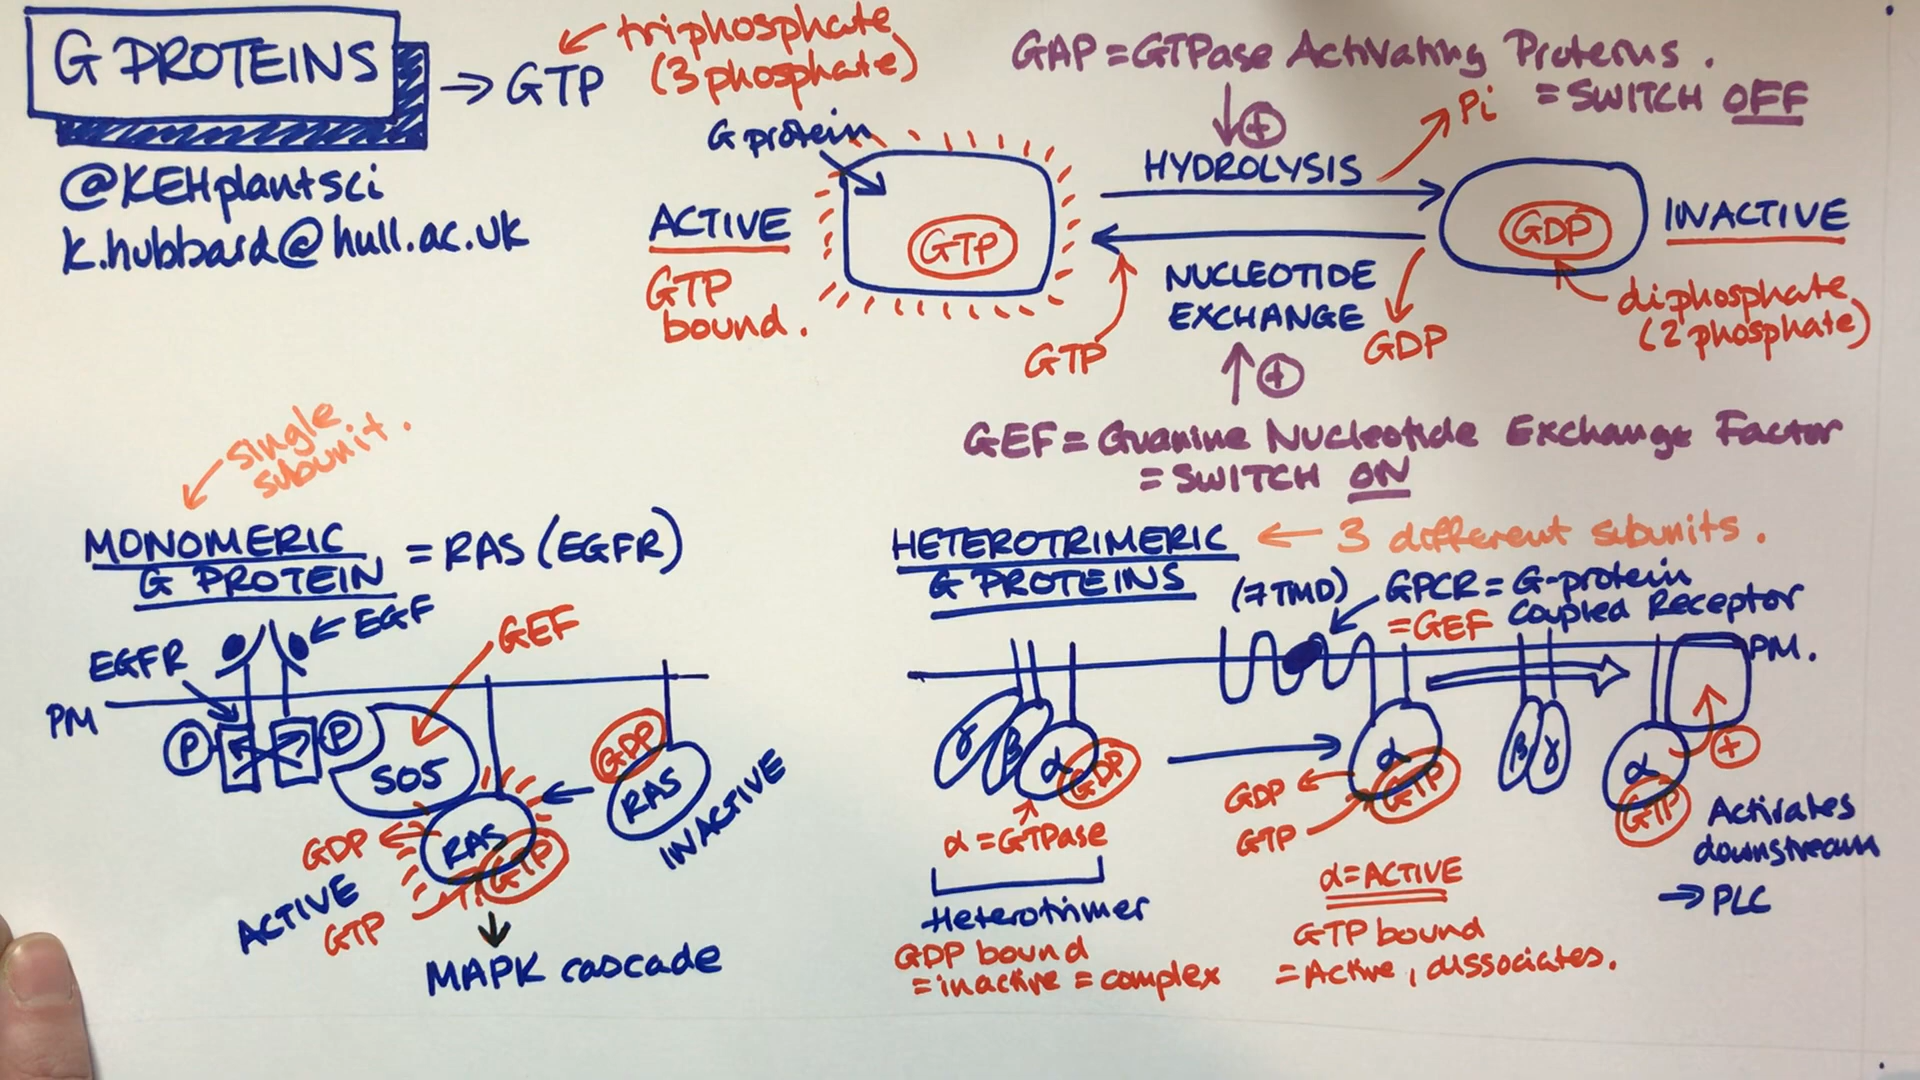 G PROTEINS
→ GTP
← triphosphate
(3 phosphate)
@KEHplantsci
k.hubbard@hull.ac.uk
GAP = GTPase Activating Proteins.
= SWITCH OFF
↓ +
Pi
G protein
HYDROLYSIS
ACTIVE
GTP
bound.
GTP
GDP
INACTIVE
NUCLEOTIDE
EXCHANGE
GTP
GDP
diphosphate
(2 phosphate)
↑ +
GEF = Guanine Nucleotide Exchange Factor
= SWITCH ON
single
subunit.
MONOMERIC
G PROTEIN
= RAS (EGFR)
EGFR
EGF
GEF
PM
P
P
SOS
GDP
RAS
INACTIVE
RAS
GTP
GDP
ACTIVE
GTP
MAPK cascade
HETEROTRIMERIC
G PROTEINS
← 3 different subunits.
(7TMD)
GPCR = G-protein
Coupled Receptor
= GEF
PM.
γ
β
α
GDP
α = GTPase
Heterotrimer
GDP bound
= inactive = complex
α
GTP
GDP
GTP
α = ACTIVE
GTP bound
= Active, dissociates.
β
γ
α
GTP
+
Activates
downstream
→ PLC